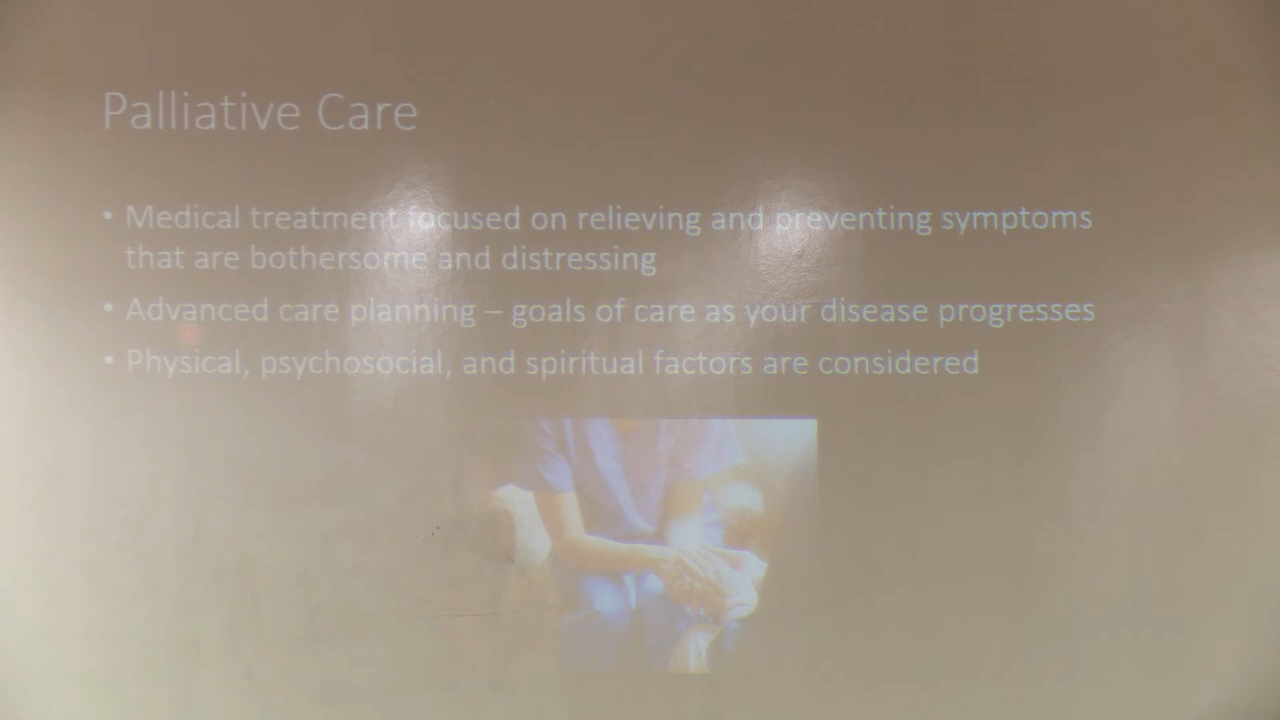 Palliative Care
• Medical treatment focused on relieving and preventing symptoms
that are bothersome and distressing
• Advanced care planning – goals of care as your disease progresses
• Physical, psychosocial, and spiritual factors are considered